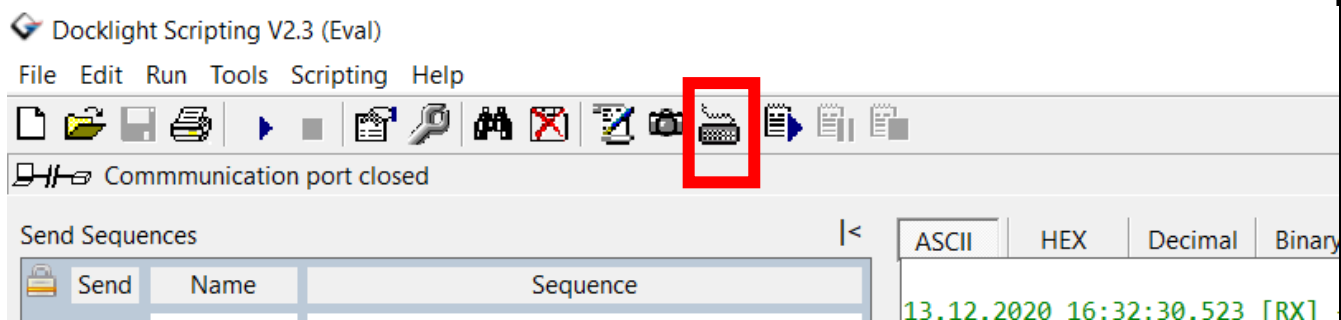 Docklight Scripting V2.3 (Eval)
File Edit Run Tools Scripting Help
Commmunication port closed
Send Sequences
|<
ASCII HEX Decimal Binary
Send Name Sequence
13.12.2020 16:32:30.523 [RX]